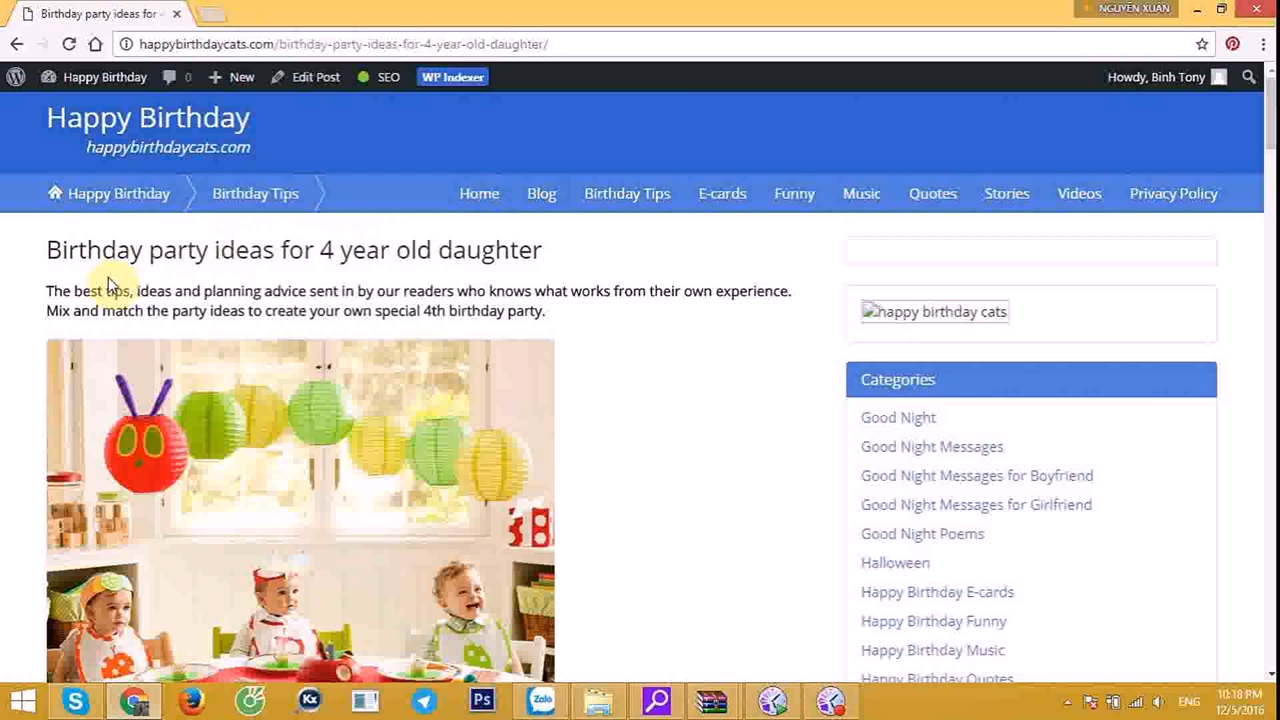 Birthday party ideas for
NGUYEN XUAN
happybirthdaycats.com/birthday-party-ideas-for-4-year-old-daughter/
Happy Birthday 0 New Edit Post SEO WP Indexer Howdy, Binh Tony
Happy Birthday
happybirthdaycats.com
Happy Birthday Birthday Tips Home Blog Birthday Tips E-cards Funny Music Quotes Stories Videos Privacy Policy
Birthday party ideas for 4 year old daughter
The best tips, ideas and planning advice sent in by our readers who knows what works from their own experience.
Mix and match the party ideas to create your own special 4th birthday party.
happy birthday cats
Categories
Good Night
Good Night Messages
Good Night Messages for Boyfriend
Good Night Messages for Girlfriend
Good Night Poems
Halloween
Happy Birthday E-cards
Happy Birthday Funny
Happy Birthday Music
Happy Birthday Quotes
Zalo
Ps
ENG
10:18 PM
12/5/2016